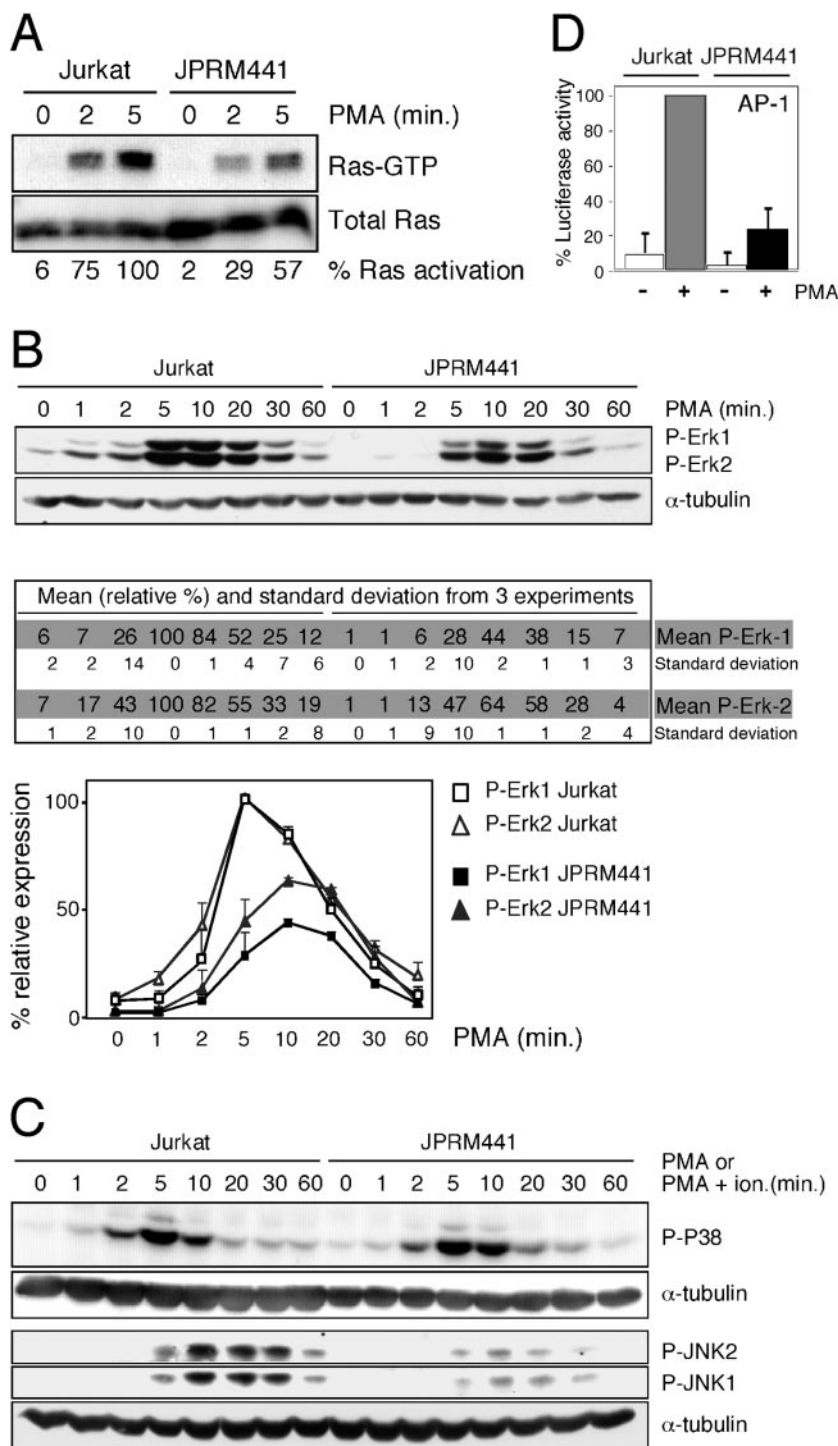 A
Jurkat JPRM441
0 2 5 0 2 5 PMA (min.)
Ras-GTP
Total Ras
6 75 100 2 29 57 % Ras activation
D
Jurkat JPRM441
AP-1
% Luciferase activity
100
80
60
40
20
0
- + - + PMA
B
Jurkat JPRM441
0 1 2 5 10 20 30 60 0 1 2 5 10 20 30 60 PMA (min.)
P-Erk1
P-Erk2
α-tubulin
Mean (relative %) and standard deviation from 3 experiments
6 7 26 100 84 52 25 12 1 1 6 28 44 38 15 7 Mean P-Erk-1
2 2 14 0 1 4 7 6 0 1 2 10 2 1 1 3 Standard deviation
7 17 43 100 82 55 33 19 1 1 13 47 64 58 28 4 Mean P-Erk-2
1 2 10 0 1 1 2 8 0 1 9 10 1 1 2 4 Standard deviation
% relative expression
100
50
0
0 1 2 5 10 20 30 60 PMA (min.)
P-Erk1 Jurkat
P-Erk2 Jurkat
P-Erk1 JPRM441
P-Erk2 JPRM441
C
Jurkat JPRM441
0 1 2 5 10 20 30 60 0 1 2 5 10 20 30 60
PMA or
PMA + ion.(min.)
P-P38
α-tubulin
P-JNK2
P-JNK1
α-tubulin